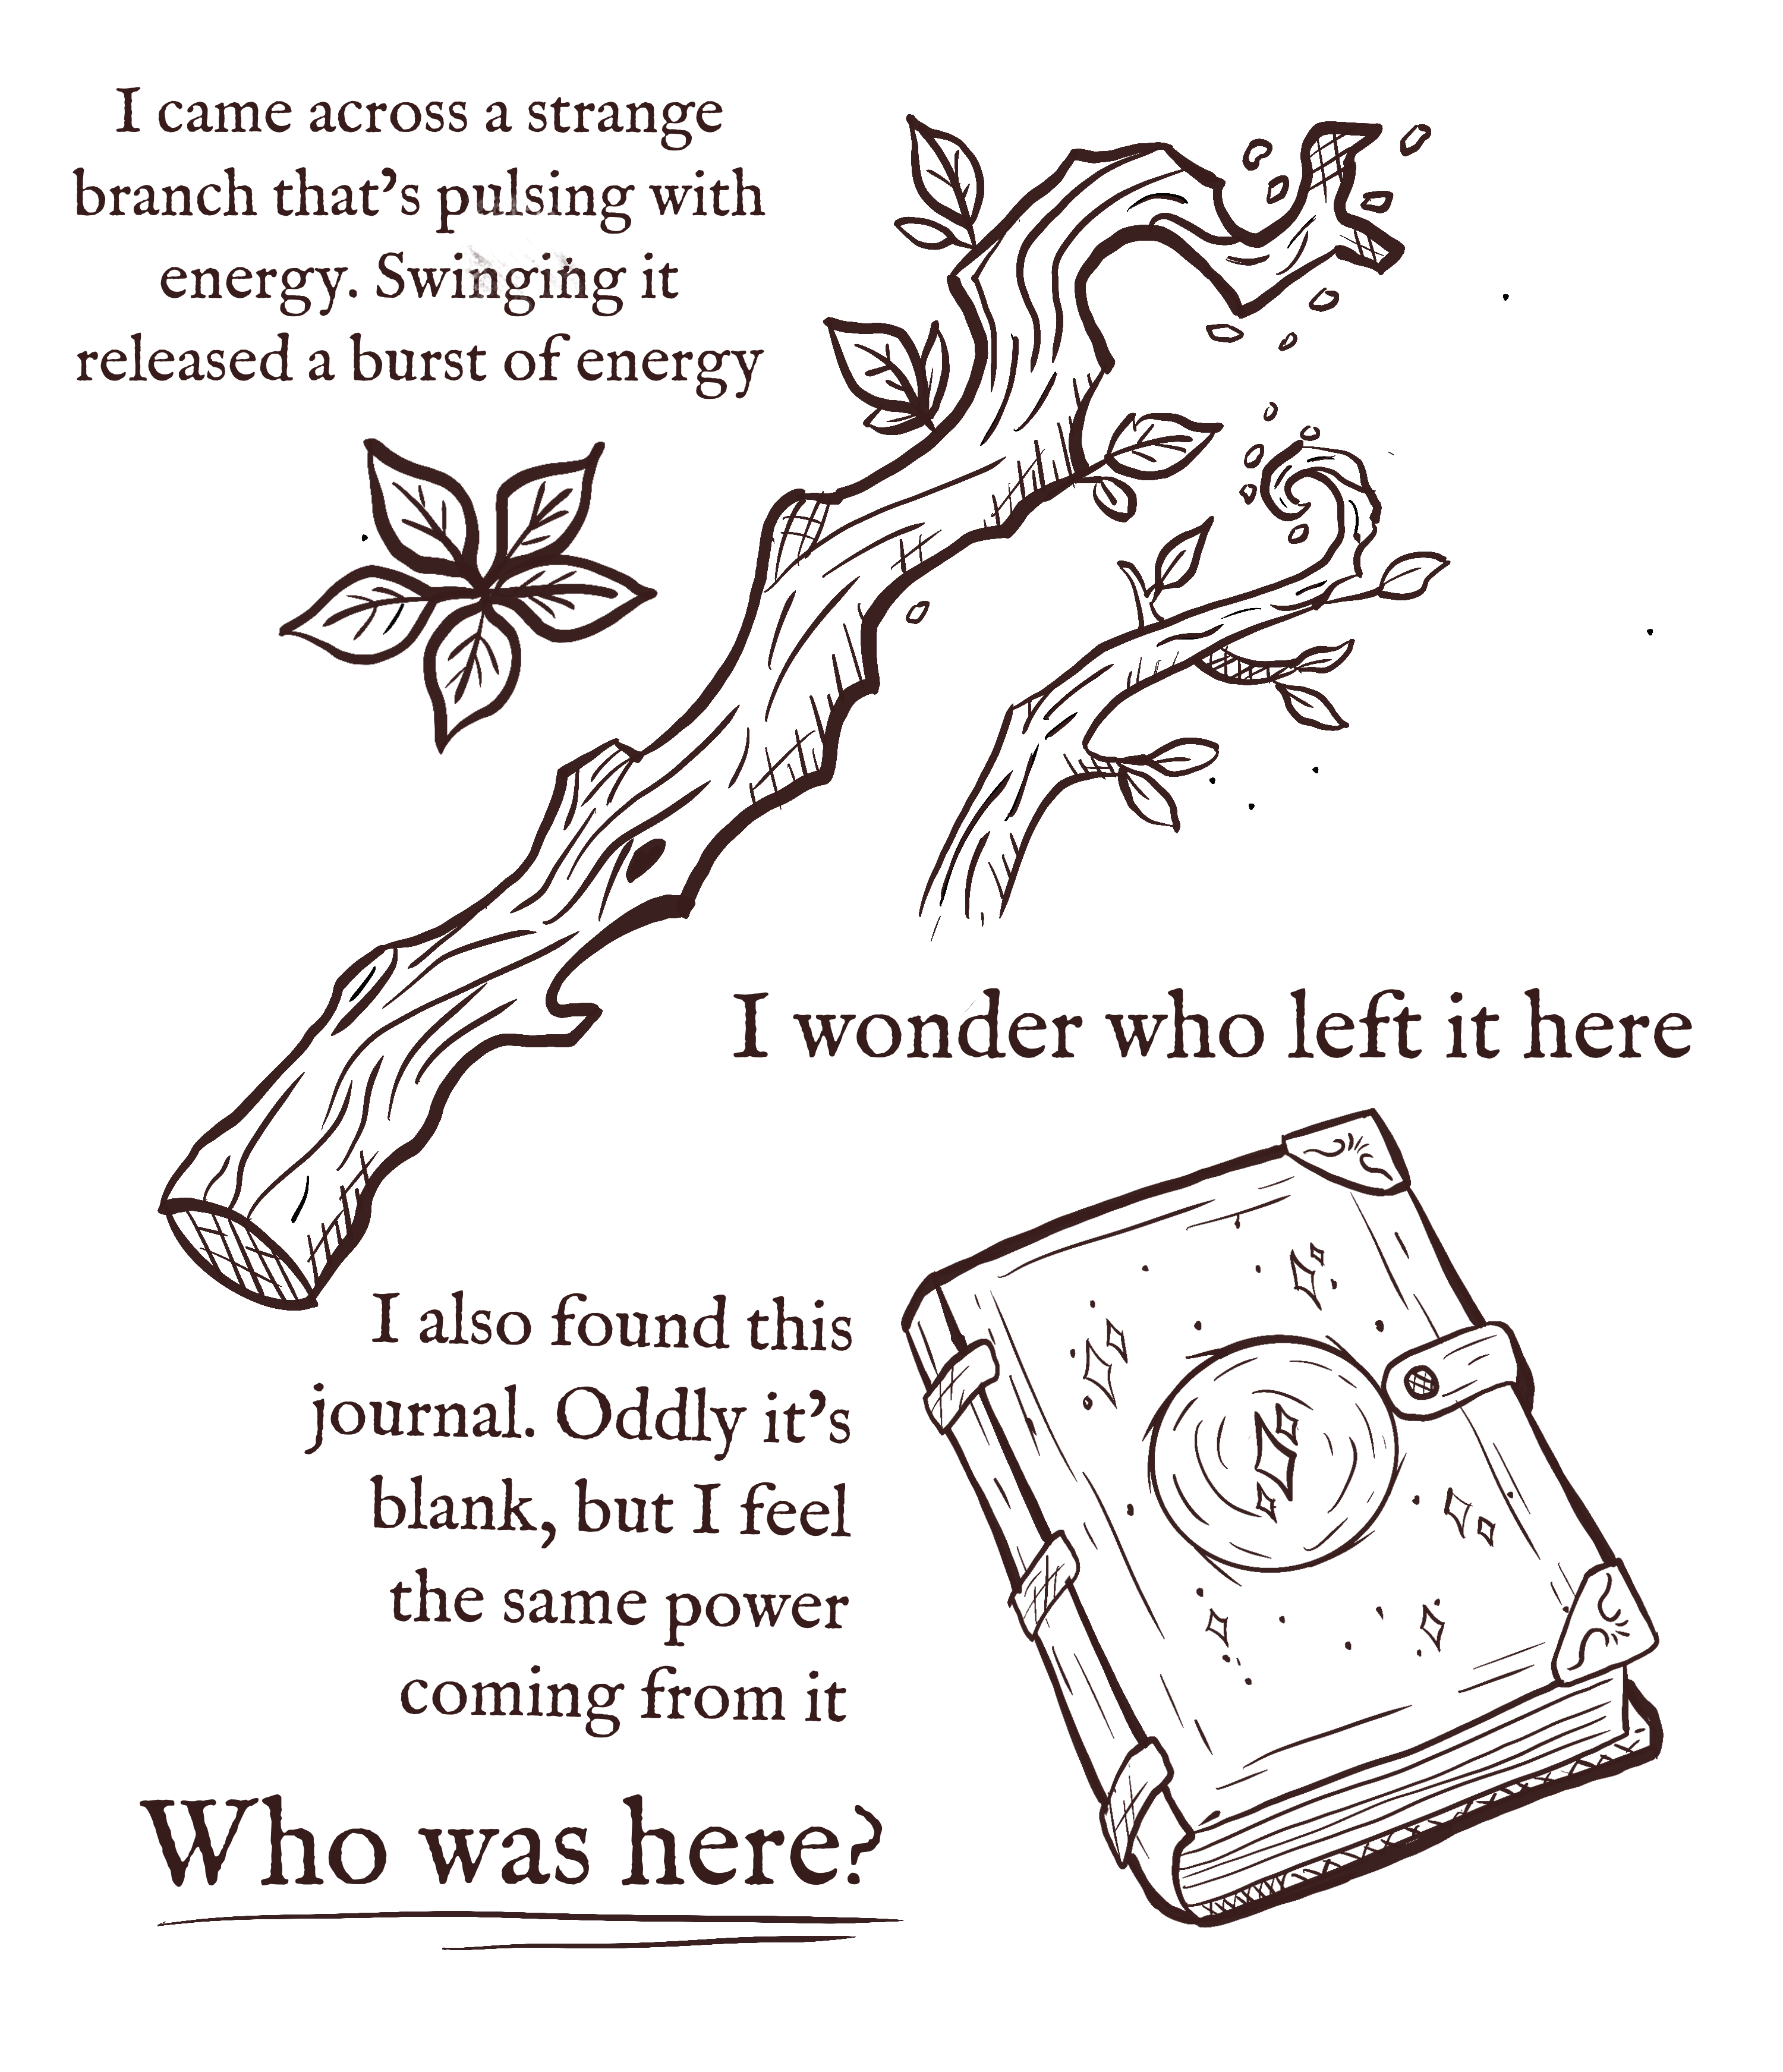 I came across a strange
branch that's pulsing with
energy. Swinging it
released a burst of energy
I wonder who left it here
I also found this
journal. Oddly it's
blank, but I feel
the same power
coming from it
Who was here?